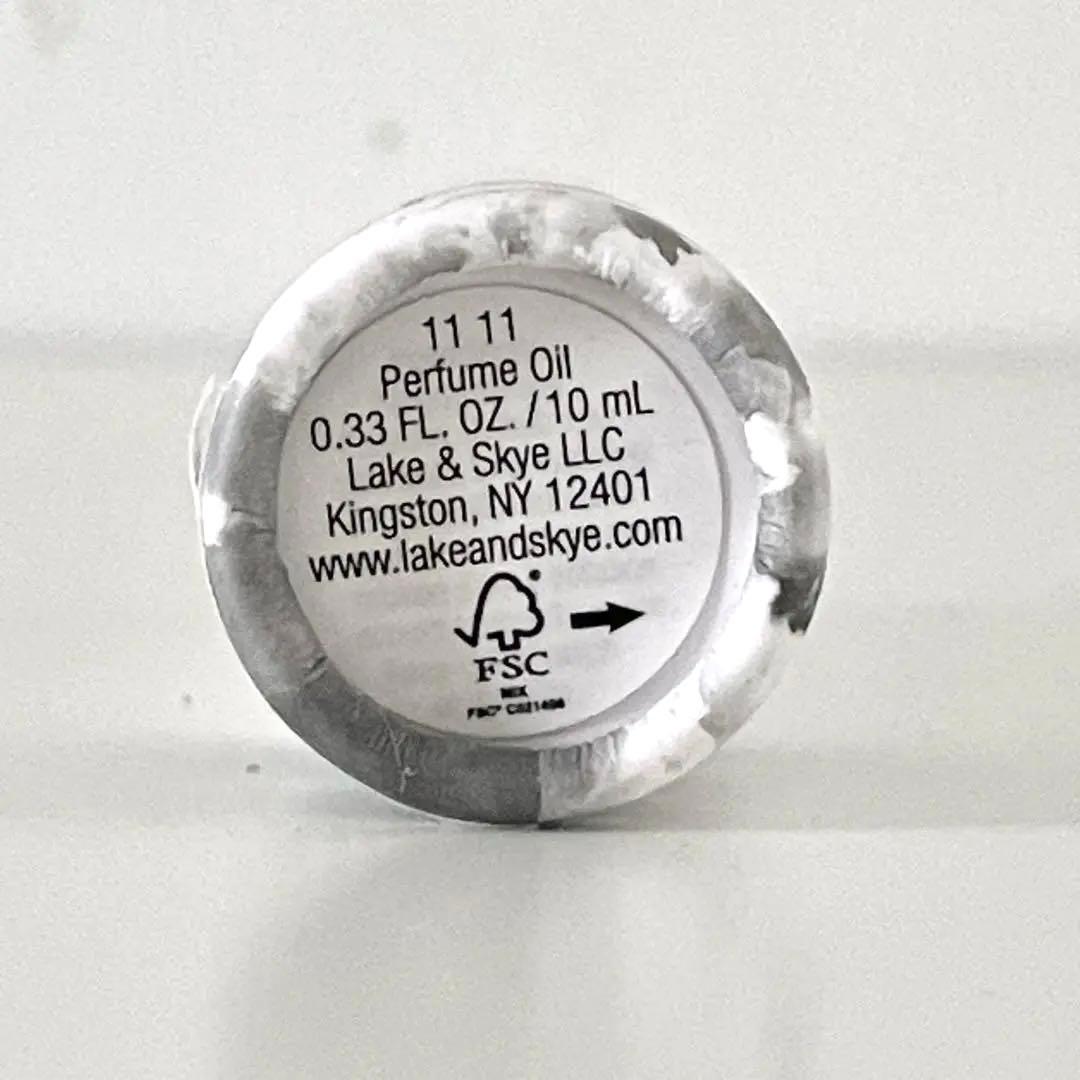 11 11
Perfume Oil
0.33 FL. OZ. / 10 mL
Lake & Skye LLC
Kingston, NY 12401
www.lakeandskye.com
FSC
MIX